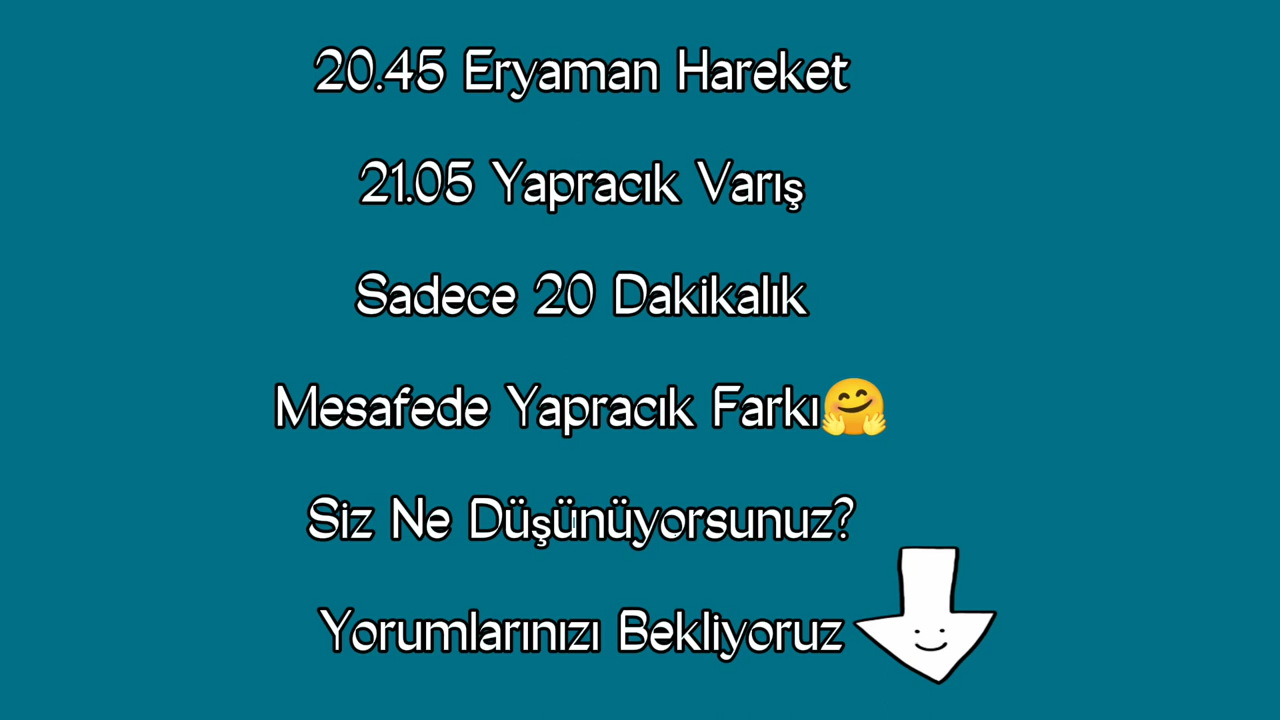 20.45 Eryaman Hareket
21.05 Yapracık Varış
Sadece 20 Dakikalık
Mesafede Yapracık Farkı🤗
Siz Ne Düşünüyorsunuz?
Yorumlarınızı Bekliyoruz